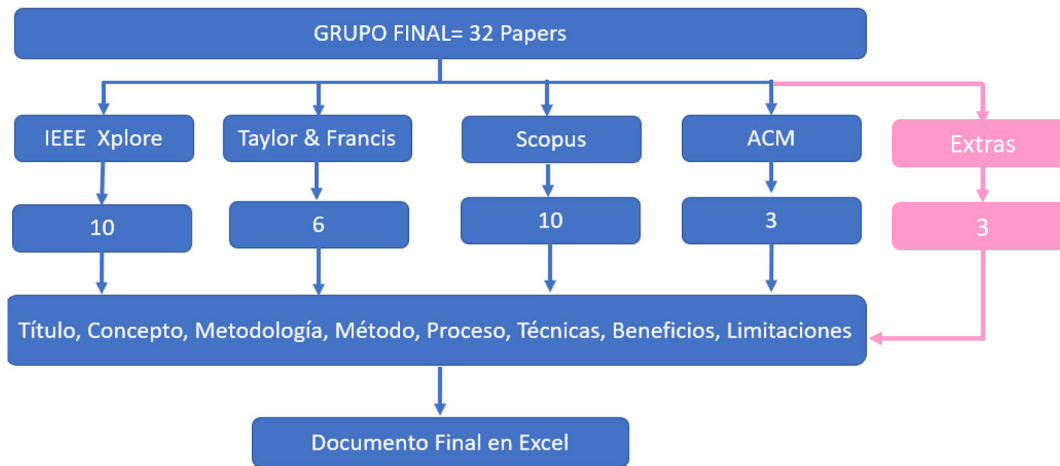 GRUPO FINAL= 32 Papers
IEEE Xplore
Taylor & Francis
Scopus
ACM
Extras
10
6
10
3
3
Título, Concepto, Metodología, Método, Proceso, Técnicas, Beneficios, Limitaciones
Documento Final en Excel